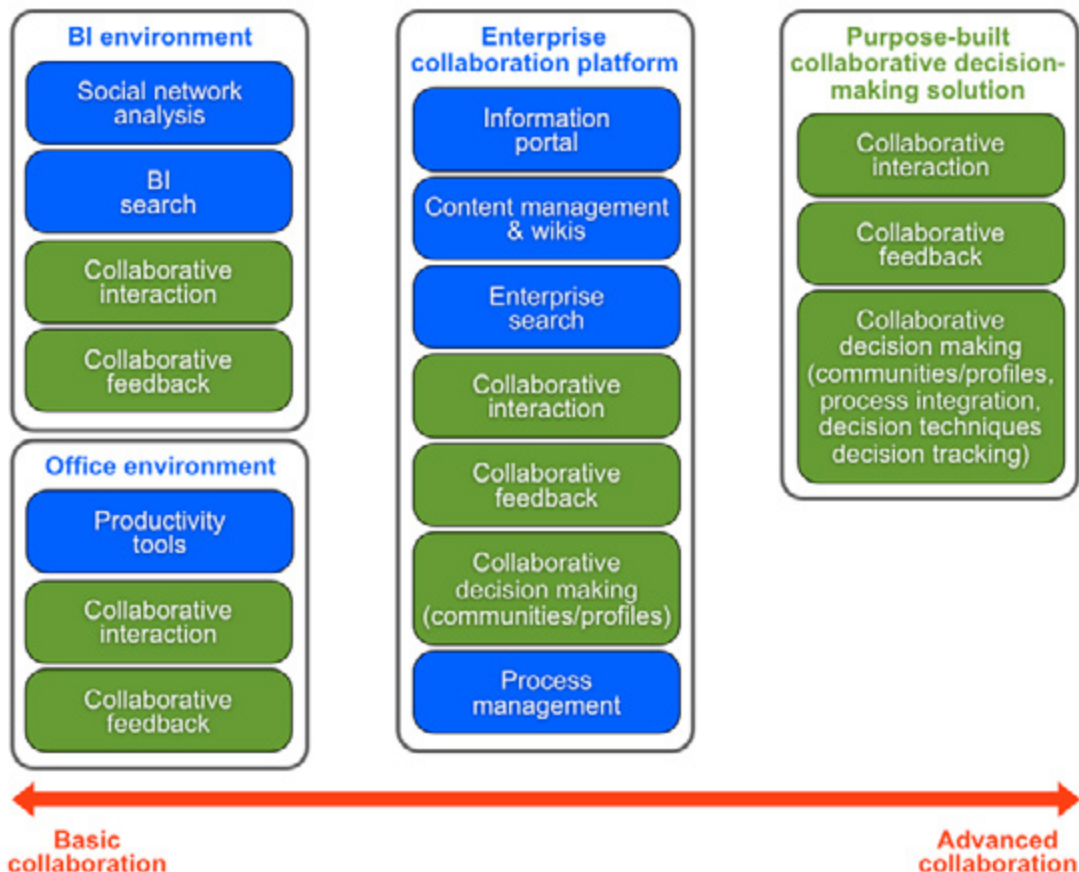 BI environment
Social network
analysis
BI
search
Collaborative
interaction
Collaborative
feedback
Office environment
Productivity
tools
Collaborative
interaction
Collaborative
feedback
Enterprise
collaboration platform
Information
portal
Content management
& wikis
Enterprise
search
Collaborative
interaction
Collaborative
feedback
Collaborative
decision making
(communities/profiles)
Process
management
Purpose-built
collaborative decision-
making solution
Collaborative
interaction
Collaborative
feedback
Collaborative
decision making
(communities/profiles,
process integration,
decision techniques
decision tracking)
Basic
collaboration
Advanced
collaboration